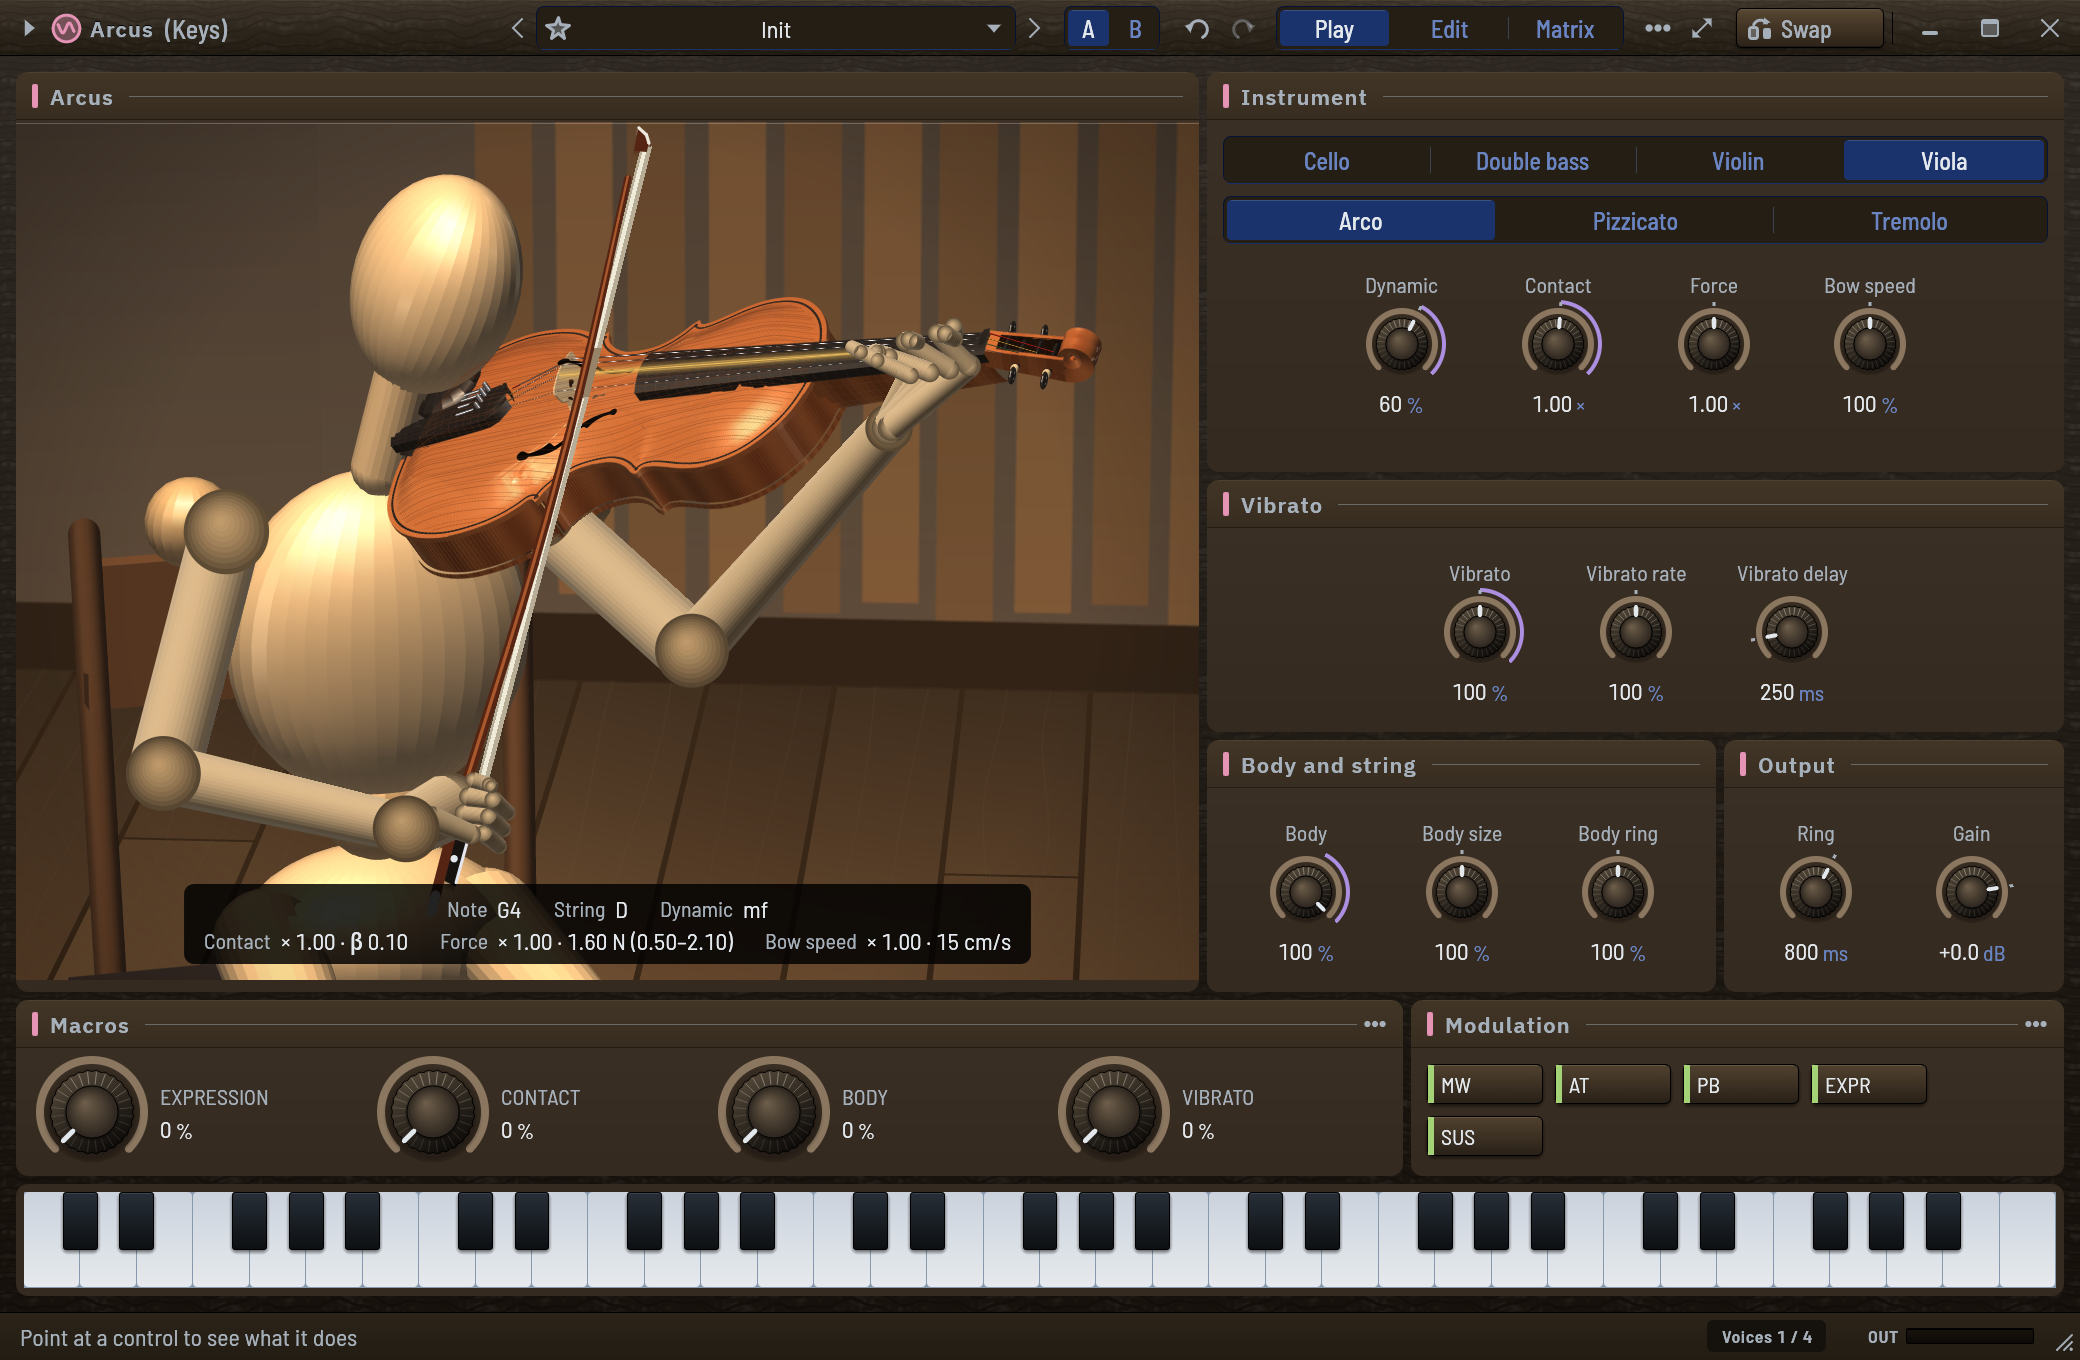 Arcus (Keys)
Init
A B
Play Edit Matrix
Swap
Arcus
Instrument
Cello Double bass Violin Viola
Arco Pizzicato Tremolo
Dynamic Contact Force Bow speed
60 % 1.00 × 1.00 × 100 %
Vibrato
Vibrato Vibrato rate Vibrato delay
100 % 100 % 250 ms
Body and string
Output
Body Body size Body ring Ring Gain
100 % 100 % 100 % 800 ms +0.0 dB
Note G4 String D Dynamic mf
Contact × 1.00 · β 0.10 Force × 1.00 · 1.60 N (0.50–2.10) Bow speed × 1.00 · 15 cm/s
Macros
EXPRESSION
0 %
CONTACT
0 %
BODY
0 %
VIBRATO
0 %
Modulation
MW AT PB EXPR
SUS
Point at a control to see what it does
Voices 1 / 4 OUT